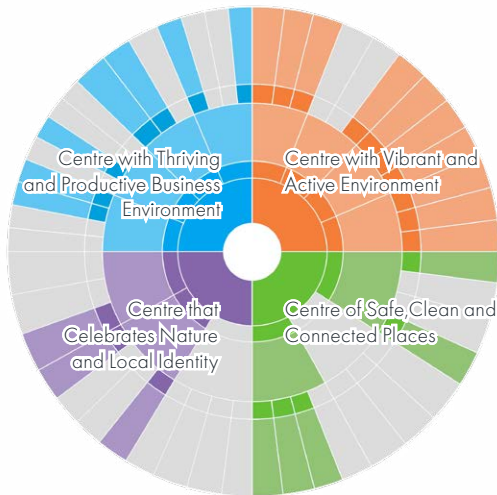 Centre with Thriving
and Productive Business
Environment
Centre with Vibrant and
Active Environment
Centre that
Celebrates Nature
and Local Identity
Centre of Safe,Clean and
Connected Places